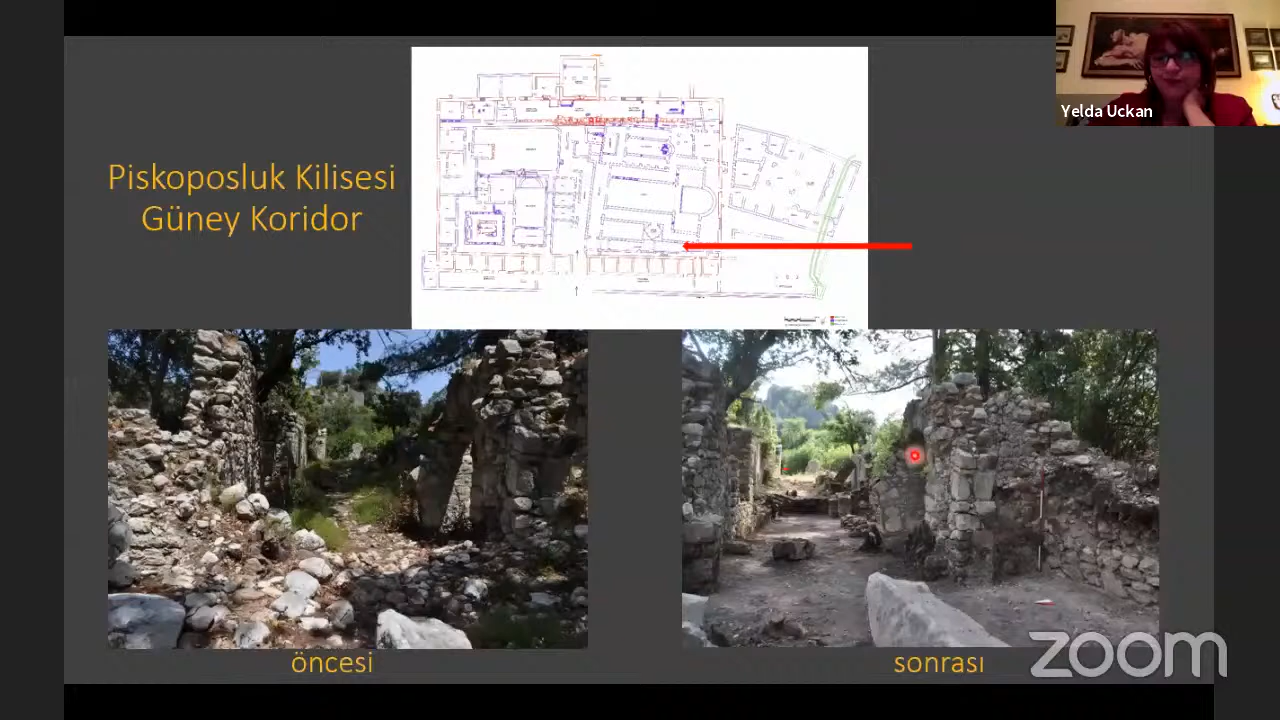 Yelda Uckan
Piskoposluk Kilisesi
Güney Koridor
öncesi
sonrası
zoom